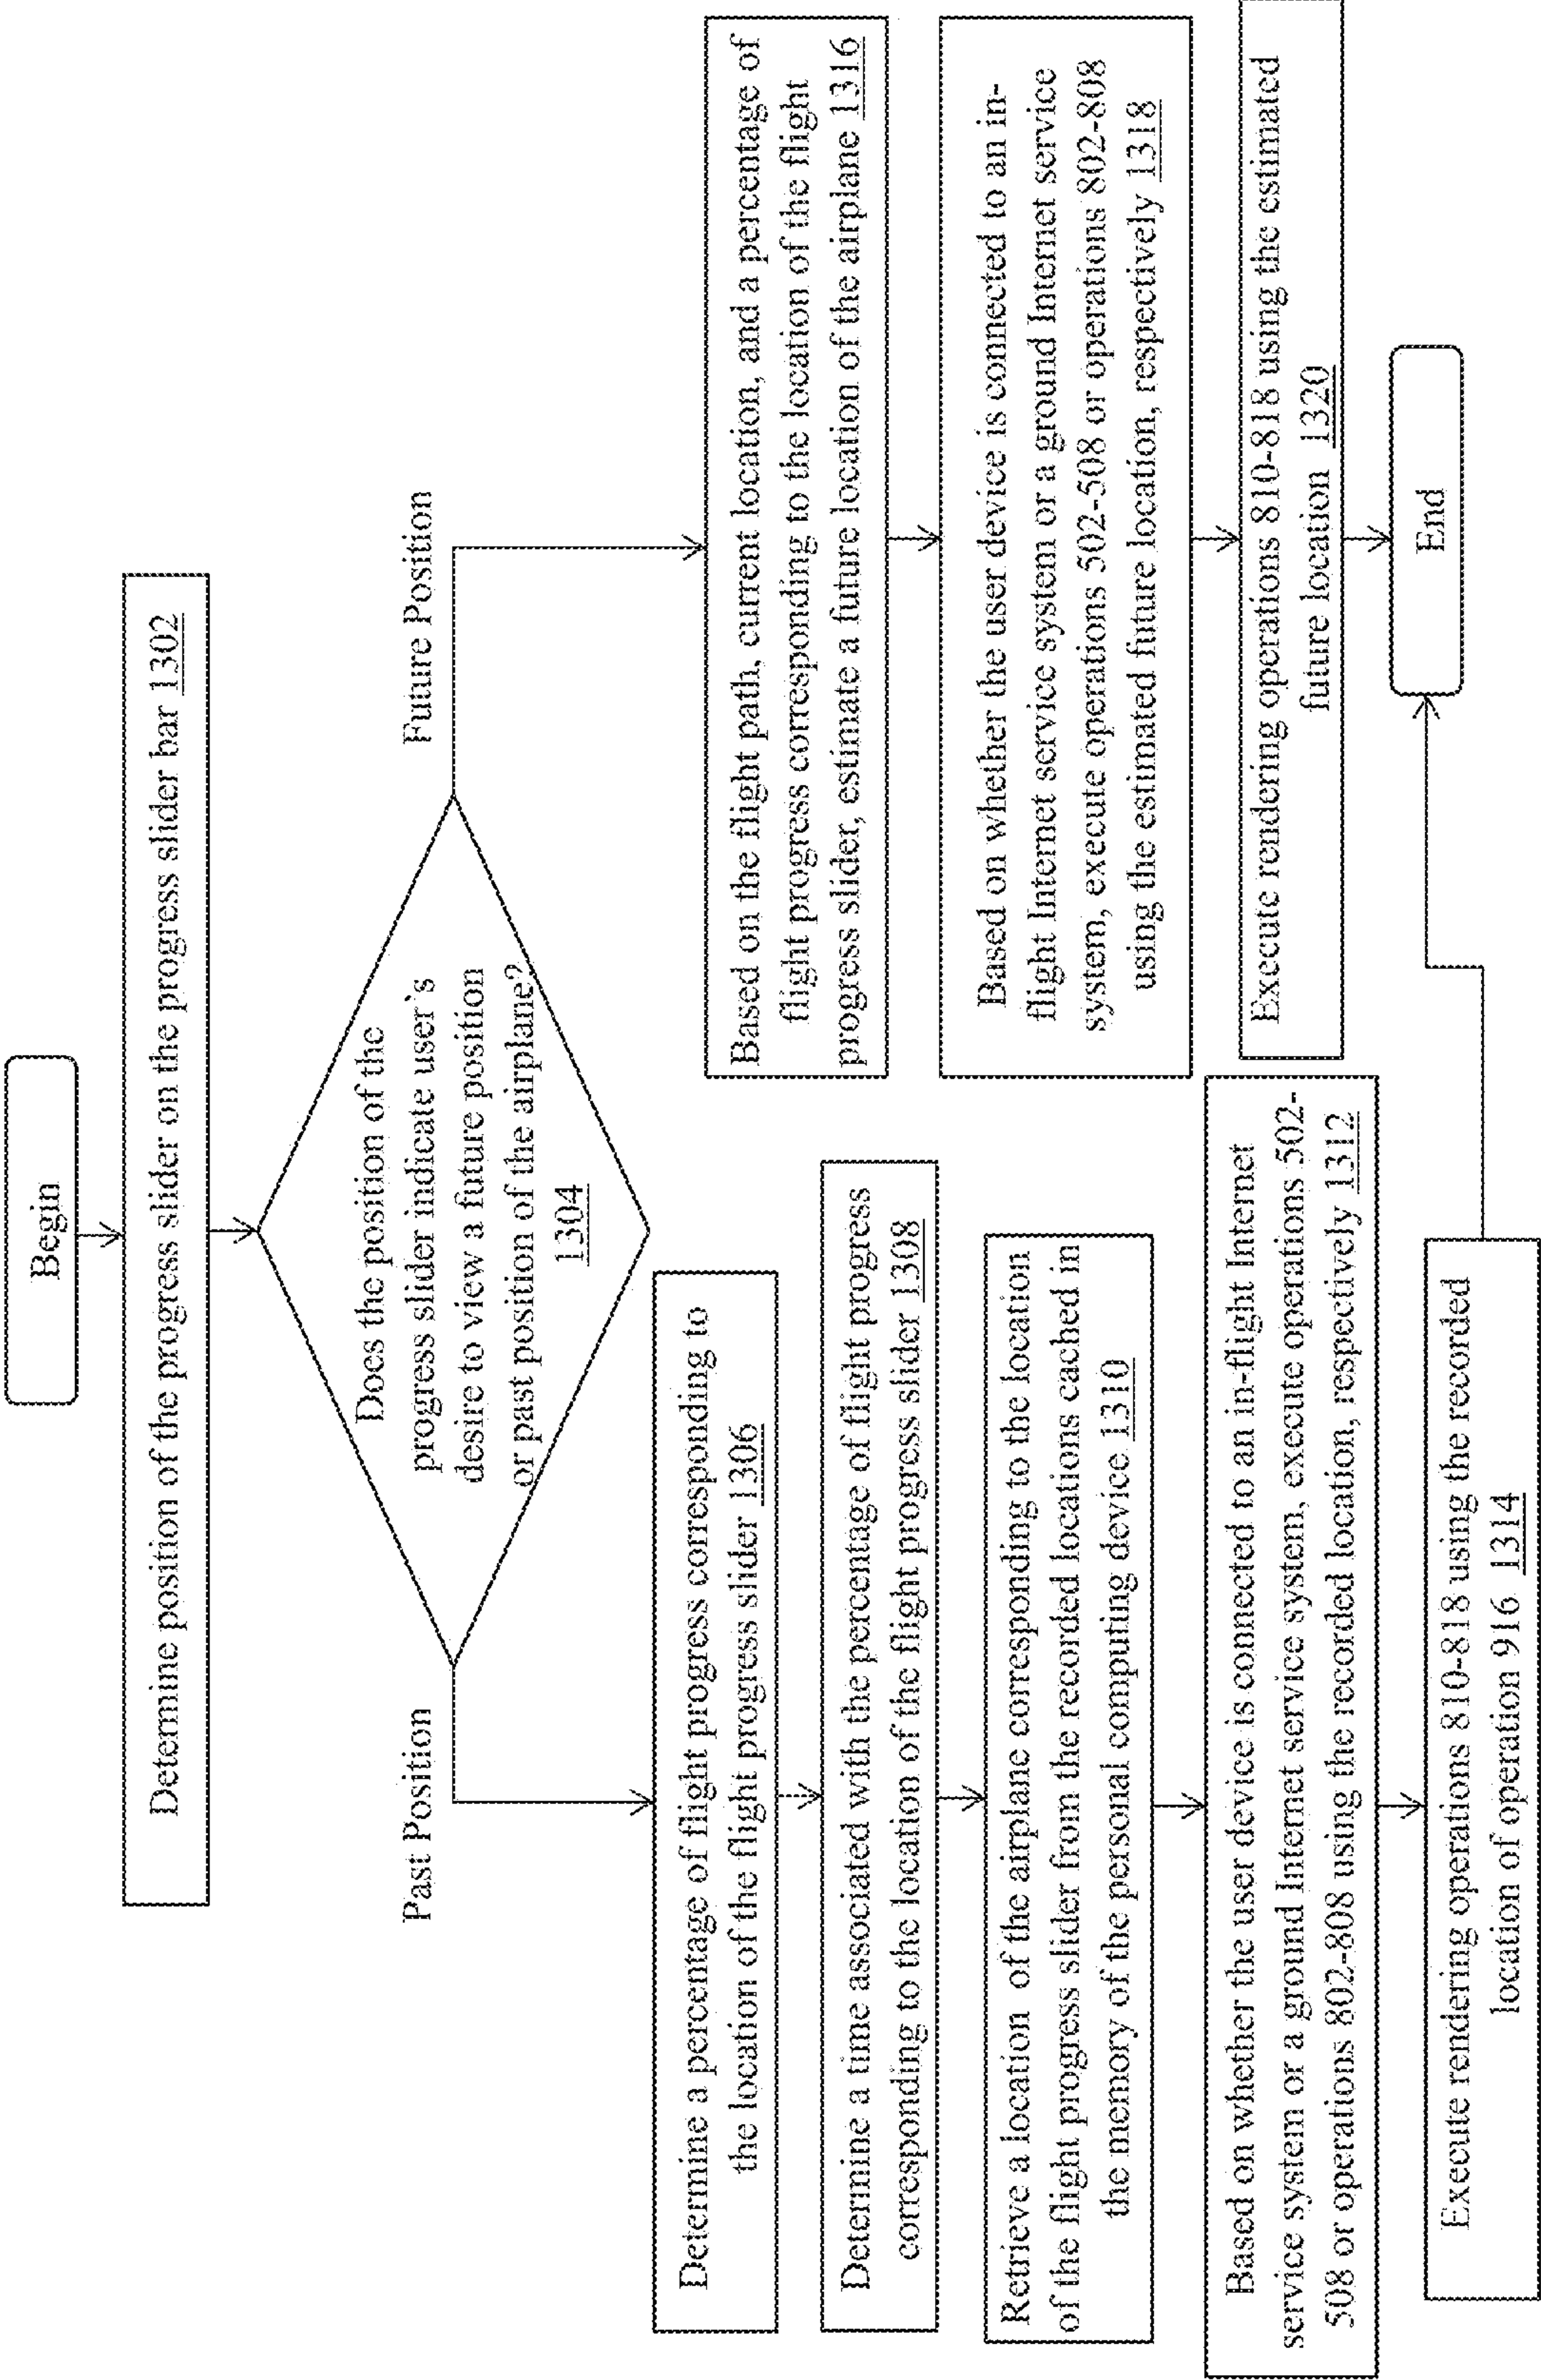 Begin
Determine position of the progress slider on the progress slider bar 1302
Does the position of the
progress slider indicate user's
desire to view a future position
or past position of the airplane?
1304
Past Position
Determine a percentage of flight progress corresponding to
the location of the flight progress slider 1306
Determine a time associated with the percentage of flight progress
corresponding to the location of the flight progress slider 1308
Retrieve a location of the airplane corresponding to the location
of the flight progress slider from the recorded locations cached in
the memory of the personal computing device 1310
Based on whether the user device is connected to an in-flight Internet
service system or a ground Internet service system, execute operations 502-
508 or operations 802-808 using the recorded location, respectively 1312
Execute rendering operations 810-818 using the recorded
location of operation 916 1314
Future Position
Based on the flight path, current location, and a percentage of
flight progress corresponding to the location of the flight
progress slider, estimate a future location of the airplane 1316
Based on whether the user device is connected to an in-
flight Internet service system or a ground Internet service
system, execute operations 502-508 or operations 802-808
using the estimated future location, respectively 1318
Execute rendering operations 810-818 using the estimated
future location 1320
End